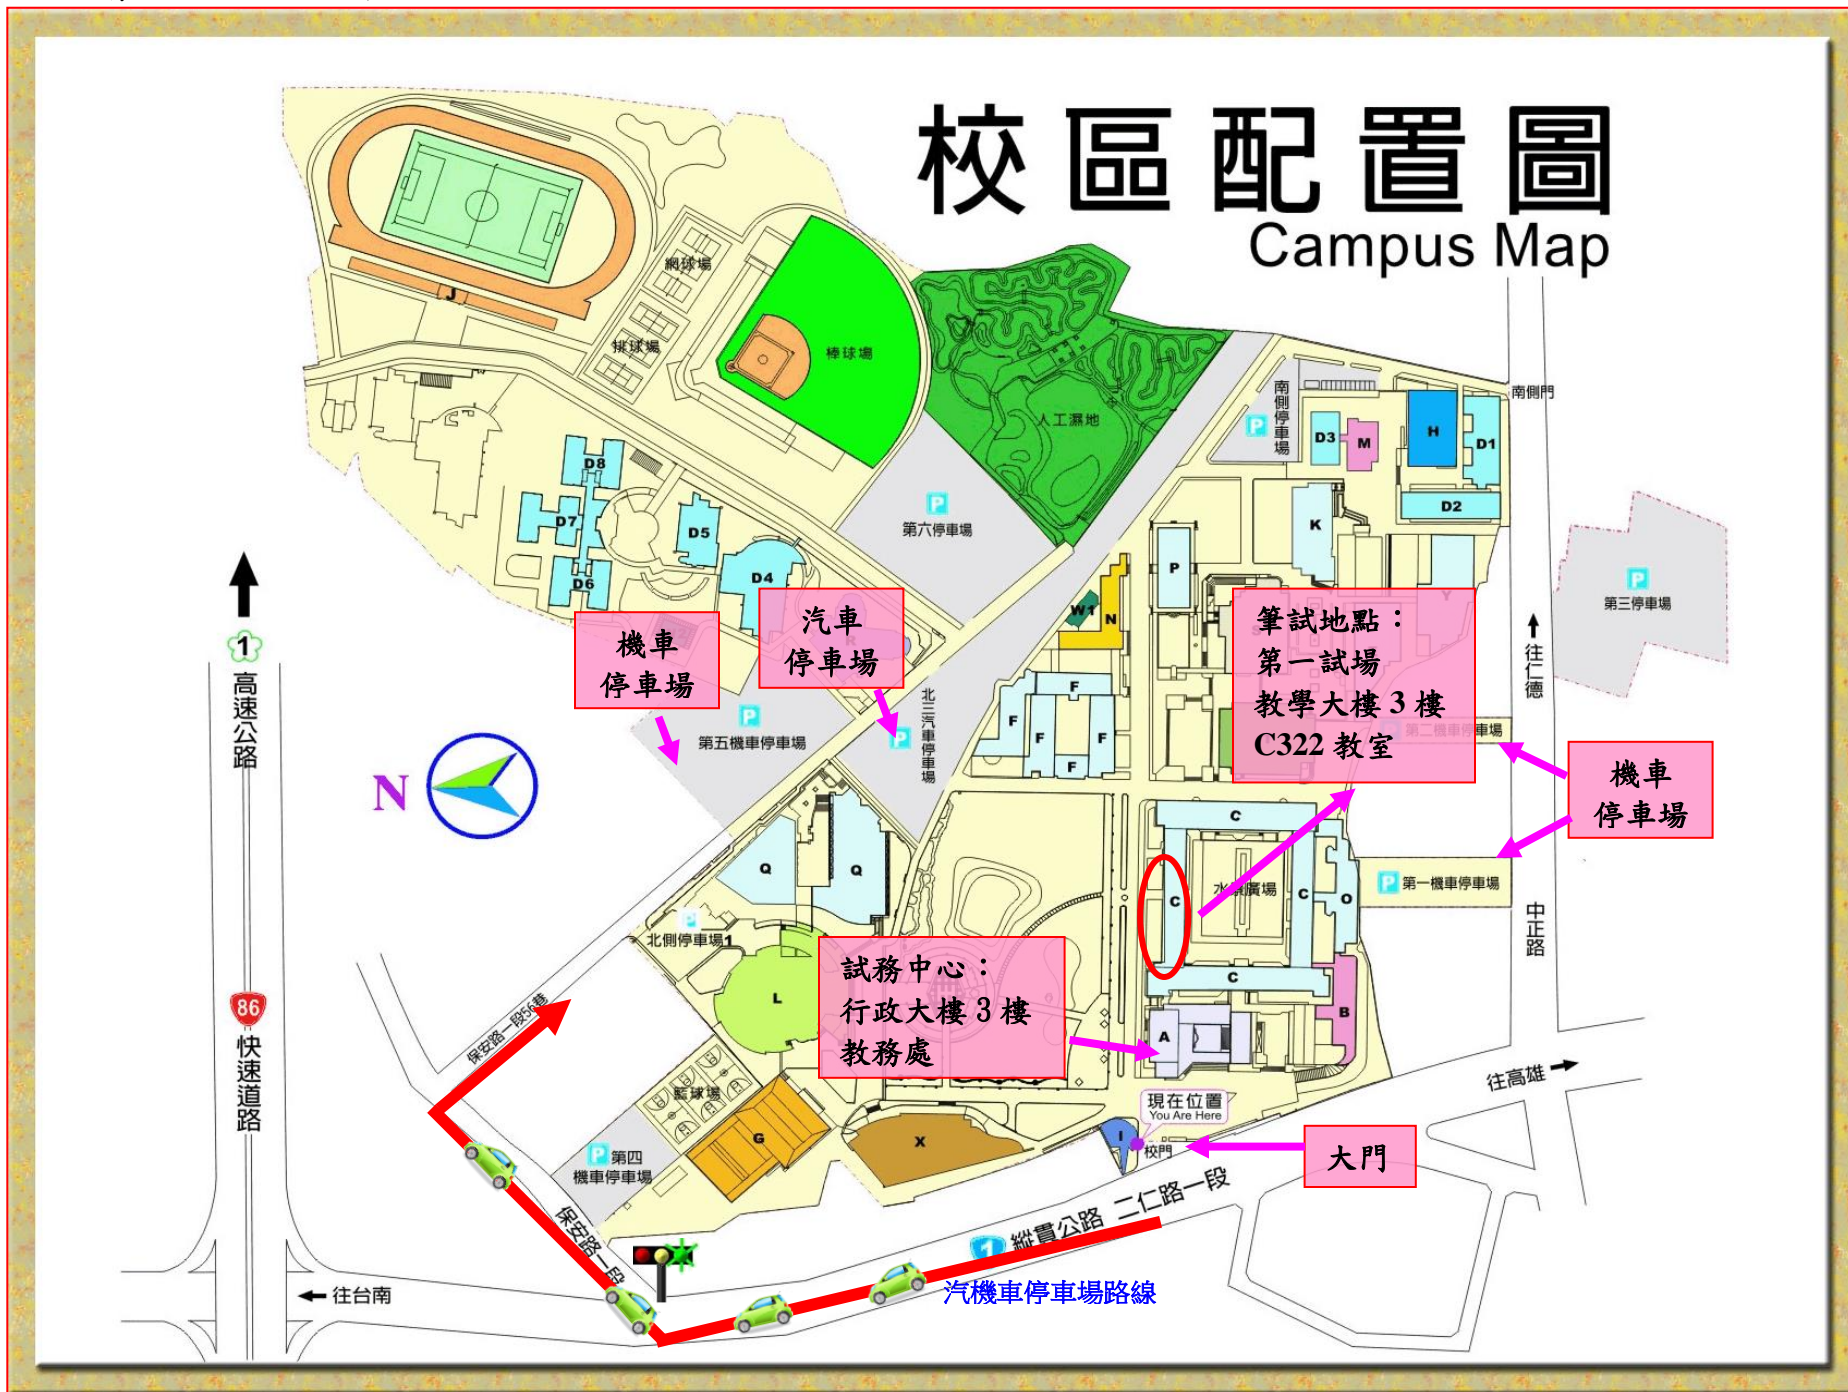 校區配置圖
Campus Map
網球場
J
排球場
棒球場
人工濕地
南側停車場
P
南側門
D3
M
H
D1
D2
K
P
D8
D7
D5
D6
D4
P
第六停車場
P
第三停車場
W1
N
Y
1
高速公路
機車
停車場
汽車
停車場
筆試地點：
第一試場
教學大樓 3 樓
C322 教室
往仁德
P
第五機車停車場
P
北三汽車停車場
F
F
F
F
F
第二機車停車場
機車
停車場
N
Q
Q
C
C
C
C
水景廣場
O
P
第一機車停車場
中正路
P
北側停車場1
試務中心：
行政大樓 3 樓
教務處
L
A
B
86
快速道路
保安路一段56巷
籃球場
往高雄
現在位置
You Are Here
I
校門
大門
G
X
P
第四
機車停車場
保安路一段
1
縱貫公路 二仁路一段
往台南
汽機車停車場路線